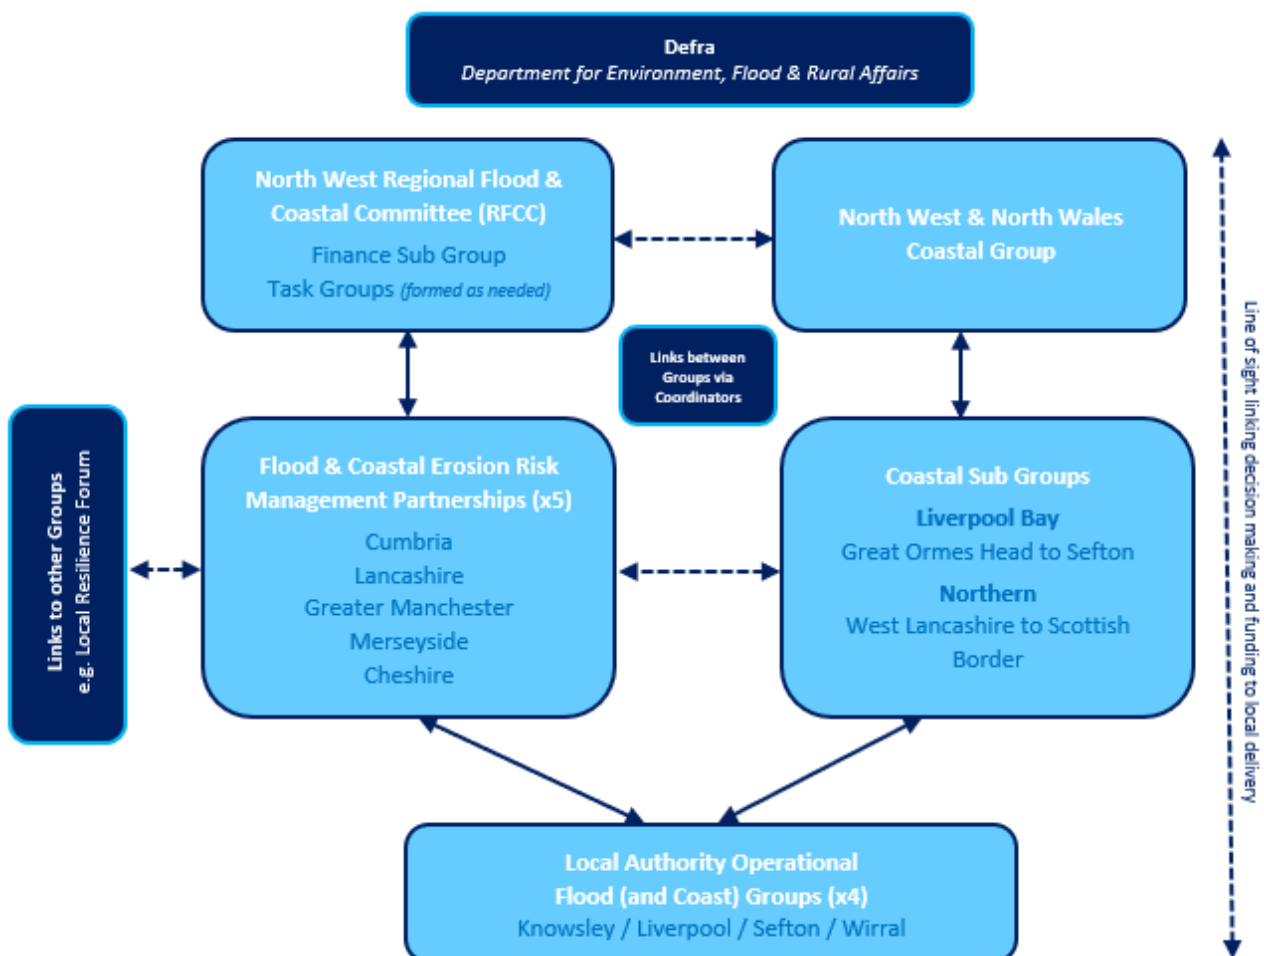 Defra
Department for Environment, Flood & Rural Affairs
North West Regional Flood &
Coastal Committee (RFCC)
Finance Sub Group
Task Groups (formed as needed)
North West & North Wales
Coastal Group
Links between
Groups via
Coordinators
Links to other Groups
e.g. Local Resilience Forum
Flood & Coastal Erosion Risk
Management Partnerships (x5)
Cumbria
Lancashire
Greater Manchester
Merseyside
Cheshire
Coastal Sub Groups
Liverpool Bay
Great Ormes Head to Sefton
Northern
West Lancashire to Scottish
Border
Line of sight linking decision making and funding to local delivery
Local Authority Operational
Flood (and Coast) Groups (x4)
Knowsley / Liverpool / Sefton / Wirral